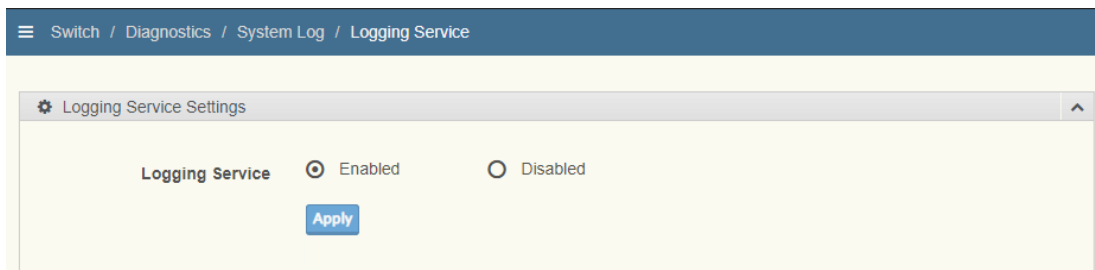 Switch / Diagnostics / System Log / Logging Service
Logging Service Settings
Logging Service Enabled Disabled
Apply